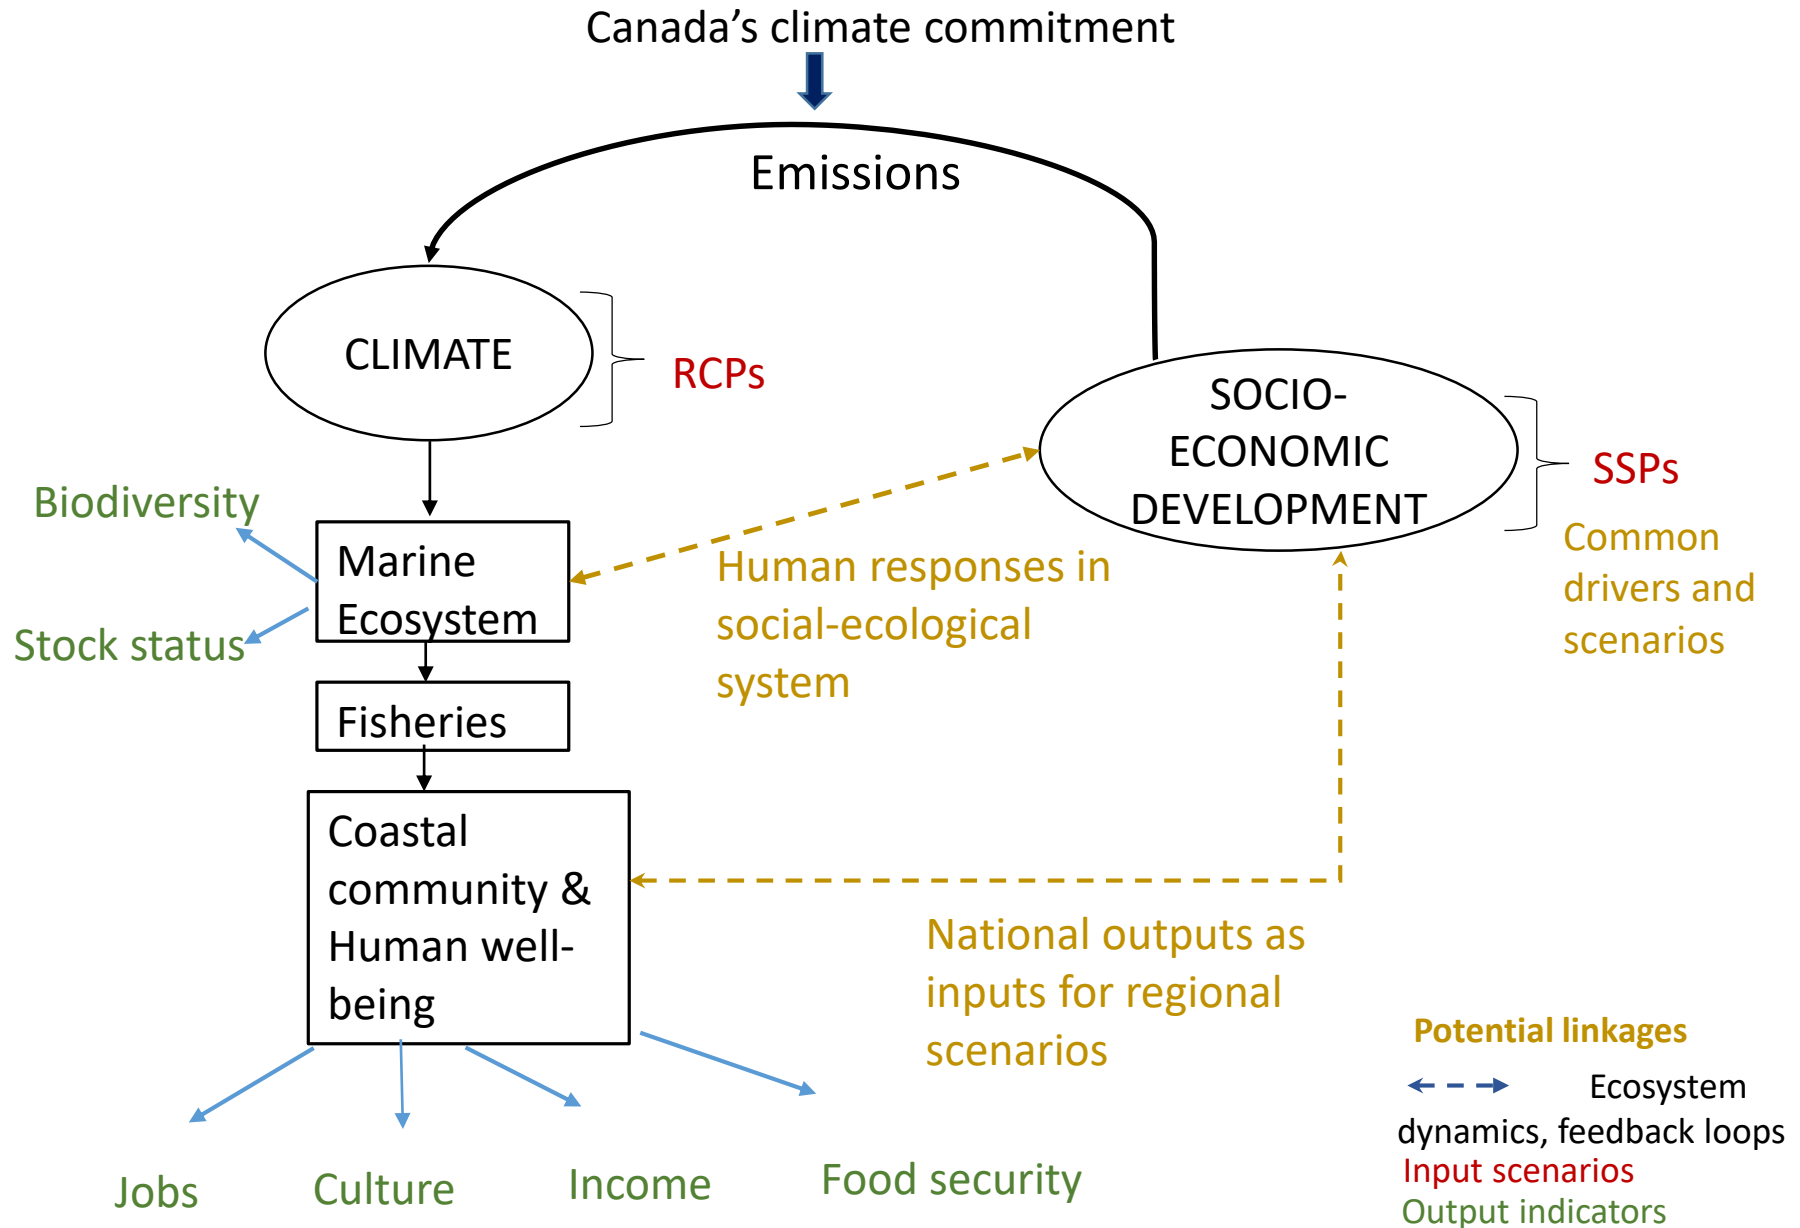 Canada’s climate commitment
Emissions
CLIMATE
RCPs
SOCIO-
ECONOMIC
DEVELOPMENT
SSPs
Common
drivers and
scenarios
Biodiversity
Stock status
Marine
Ecosystem
Human responses in
social-ecological
system
Fisheries
Coastal
community &
Human well-
being
National outputs as
inputs for regional
scenarios
Jobs
Culture
Income
Food security
Potential linkages
Ecosystem
dynamics, feedback loops
Input scenarios
Output indicators